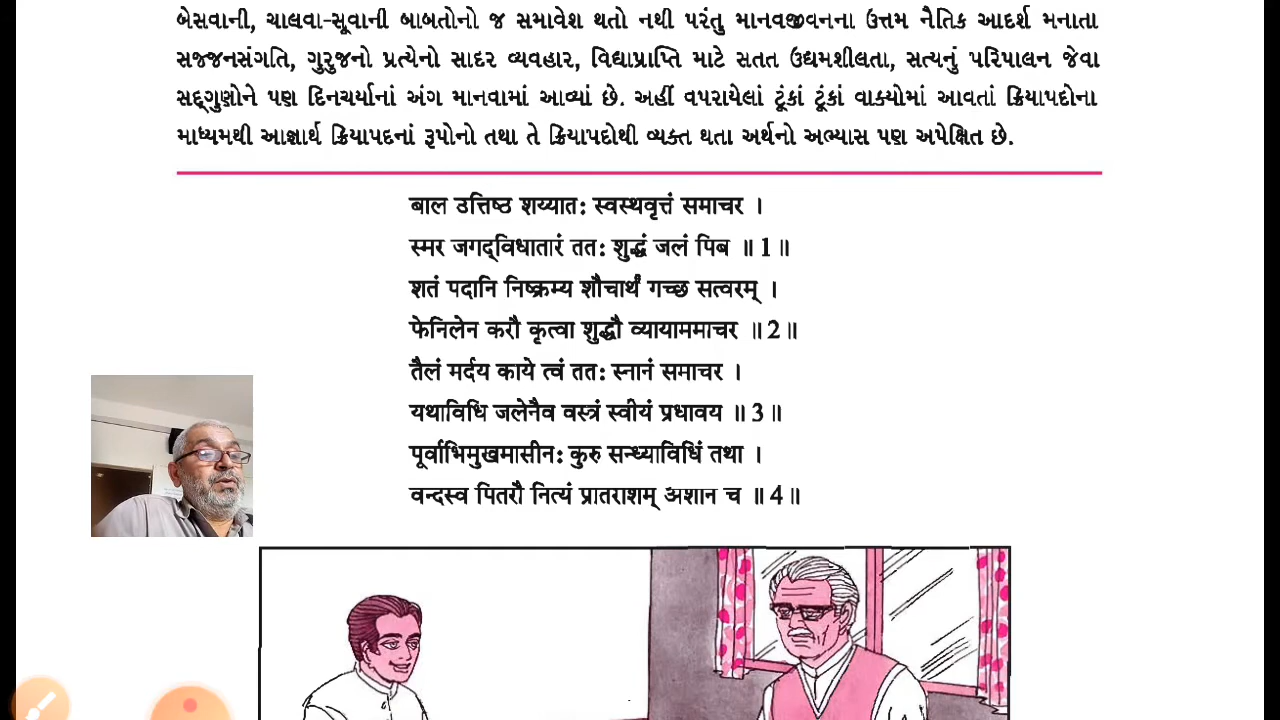 બેસવાની, ચાલવા-સૂવાની બાબતોનો જ સમાવેશ થતો નથી પરંતુ માનવજીવનના ઉત્તમ નૈતિક આદર્શ મનાતા
સજ્જનસંગતિ, ગુરુજનો પ્રત્યેનો સાદર વ્યવહાર, વિદ્યાપ્રાપ્તિ માટે સતત ઉદ્યમશીલતા, સત્યનું પરિપાલન જેવા
સદ્ગુણોને પણ દિનચર્યાનાં અંગ માનવામાં આવ્યાં છે. અહીં વપરાયેલાં ટૂંકાં ટૂંકાં વાક્યોમાં આવતાં ક્રિયાપદોના
માધ્યમથી આજ્ઞાર્થ ક્રિયાપદનાં રૂપોનો તથા તે ક્રિયાપદોથી વ્યક્ત થતા અર્થનો અભ્યાસ પણ અપેક્ષિત છે.
बाल उत्तिष्ठ शय्यातः स्वस्थवृत्तं समाचर ।
स्मर जगद्विधातारं ततः शुद्धं जलं पिब ॥ 1॥
शतं पदानि निष्क्रम्य शौचार्थं गच्छ सत्वरम् ।
फेनिलेन करौ कृत्वा शुद्धौ व्यायाममाचर ॥ 2॥
तैलं मर्दय काये त्वं ततः स्नानं समाचर ।
यथाविधि जलेनैव वस्त्रं स्वीयं प्रधावय ॥ 3॥
पूर्वाभिमुखमासीनः कुरु सन्ध्याविधिं तथा ।
वन्दस्व पितरौ नित्यं प्रातराशम् अशान च ॥ 4॥